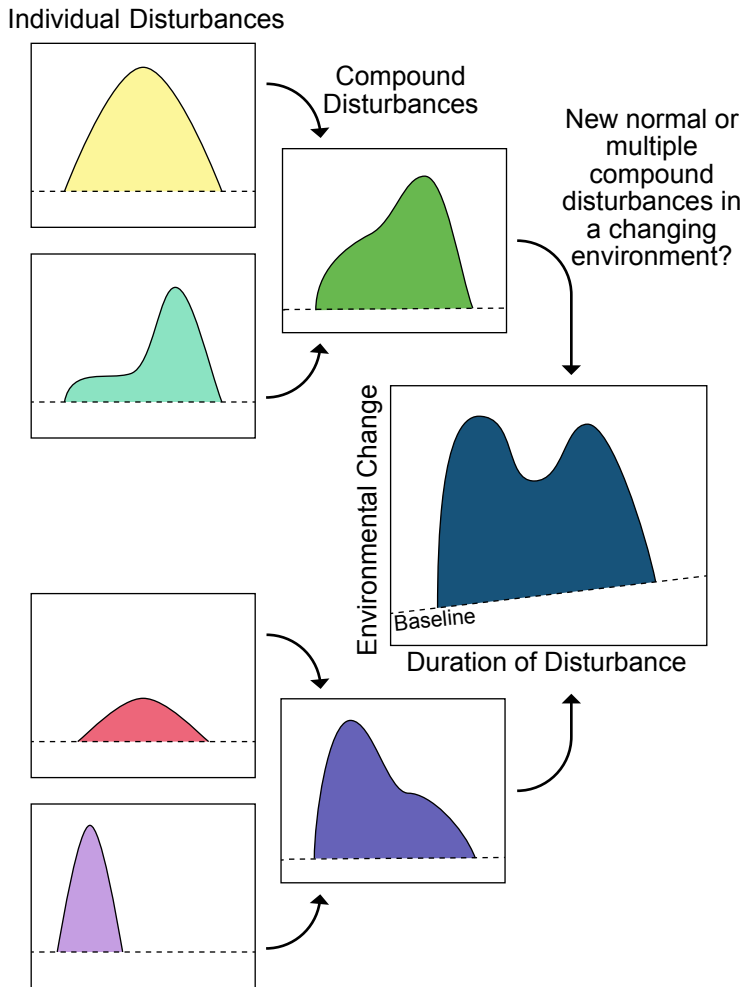 Individual Disturbances
Compound
Disturbances
New normal or
multiple
compound
disturbances in
a changing
environment?
Environmental Change
Baseline
Duration of Disturbance